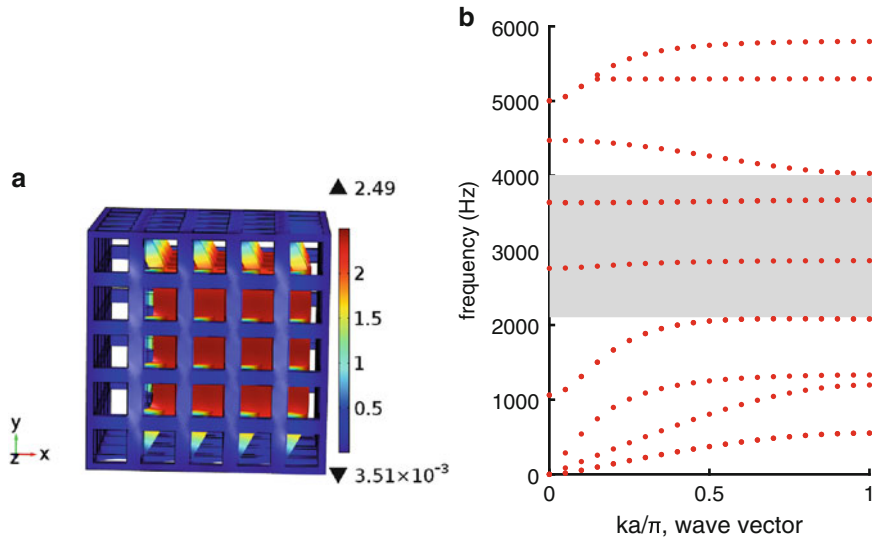 a
▲ 2.49
2
1.5
1
0.5
▼ 3.51×10⁻³
y
z x
b
6000
5000
4000
3000
2000
1000
0
frequency (Hz)
0 0.5 1
ka/π, wave vector